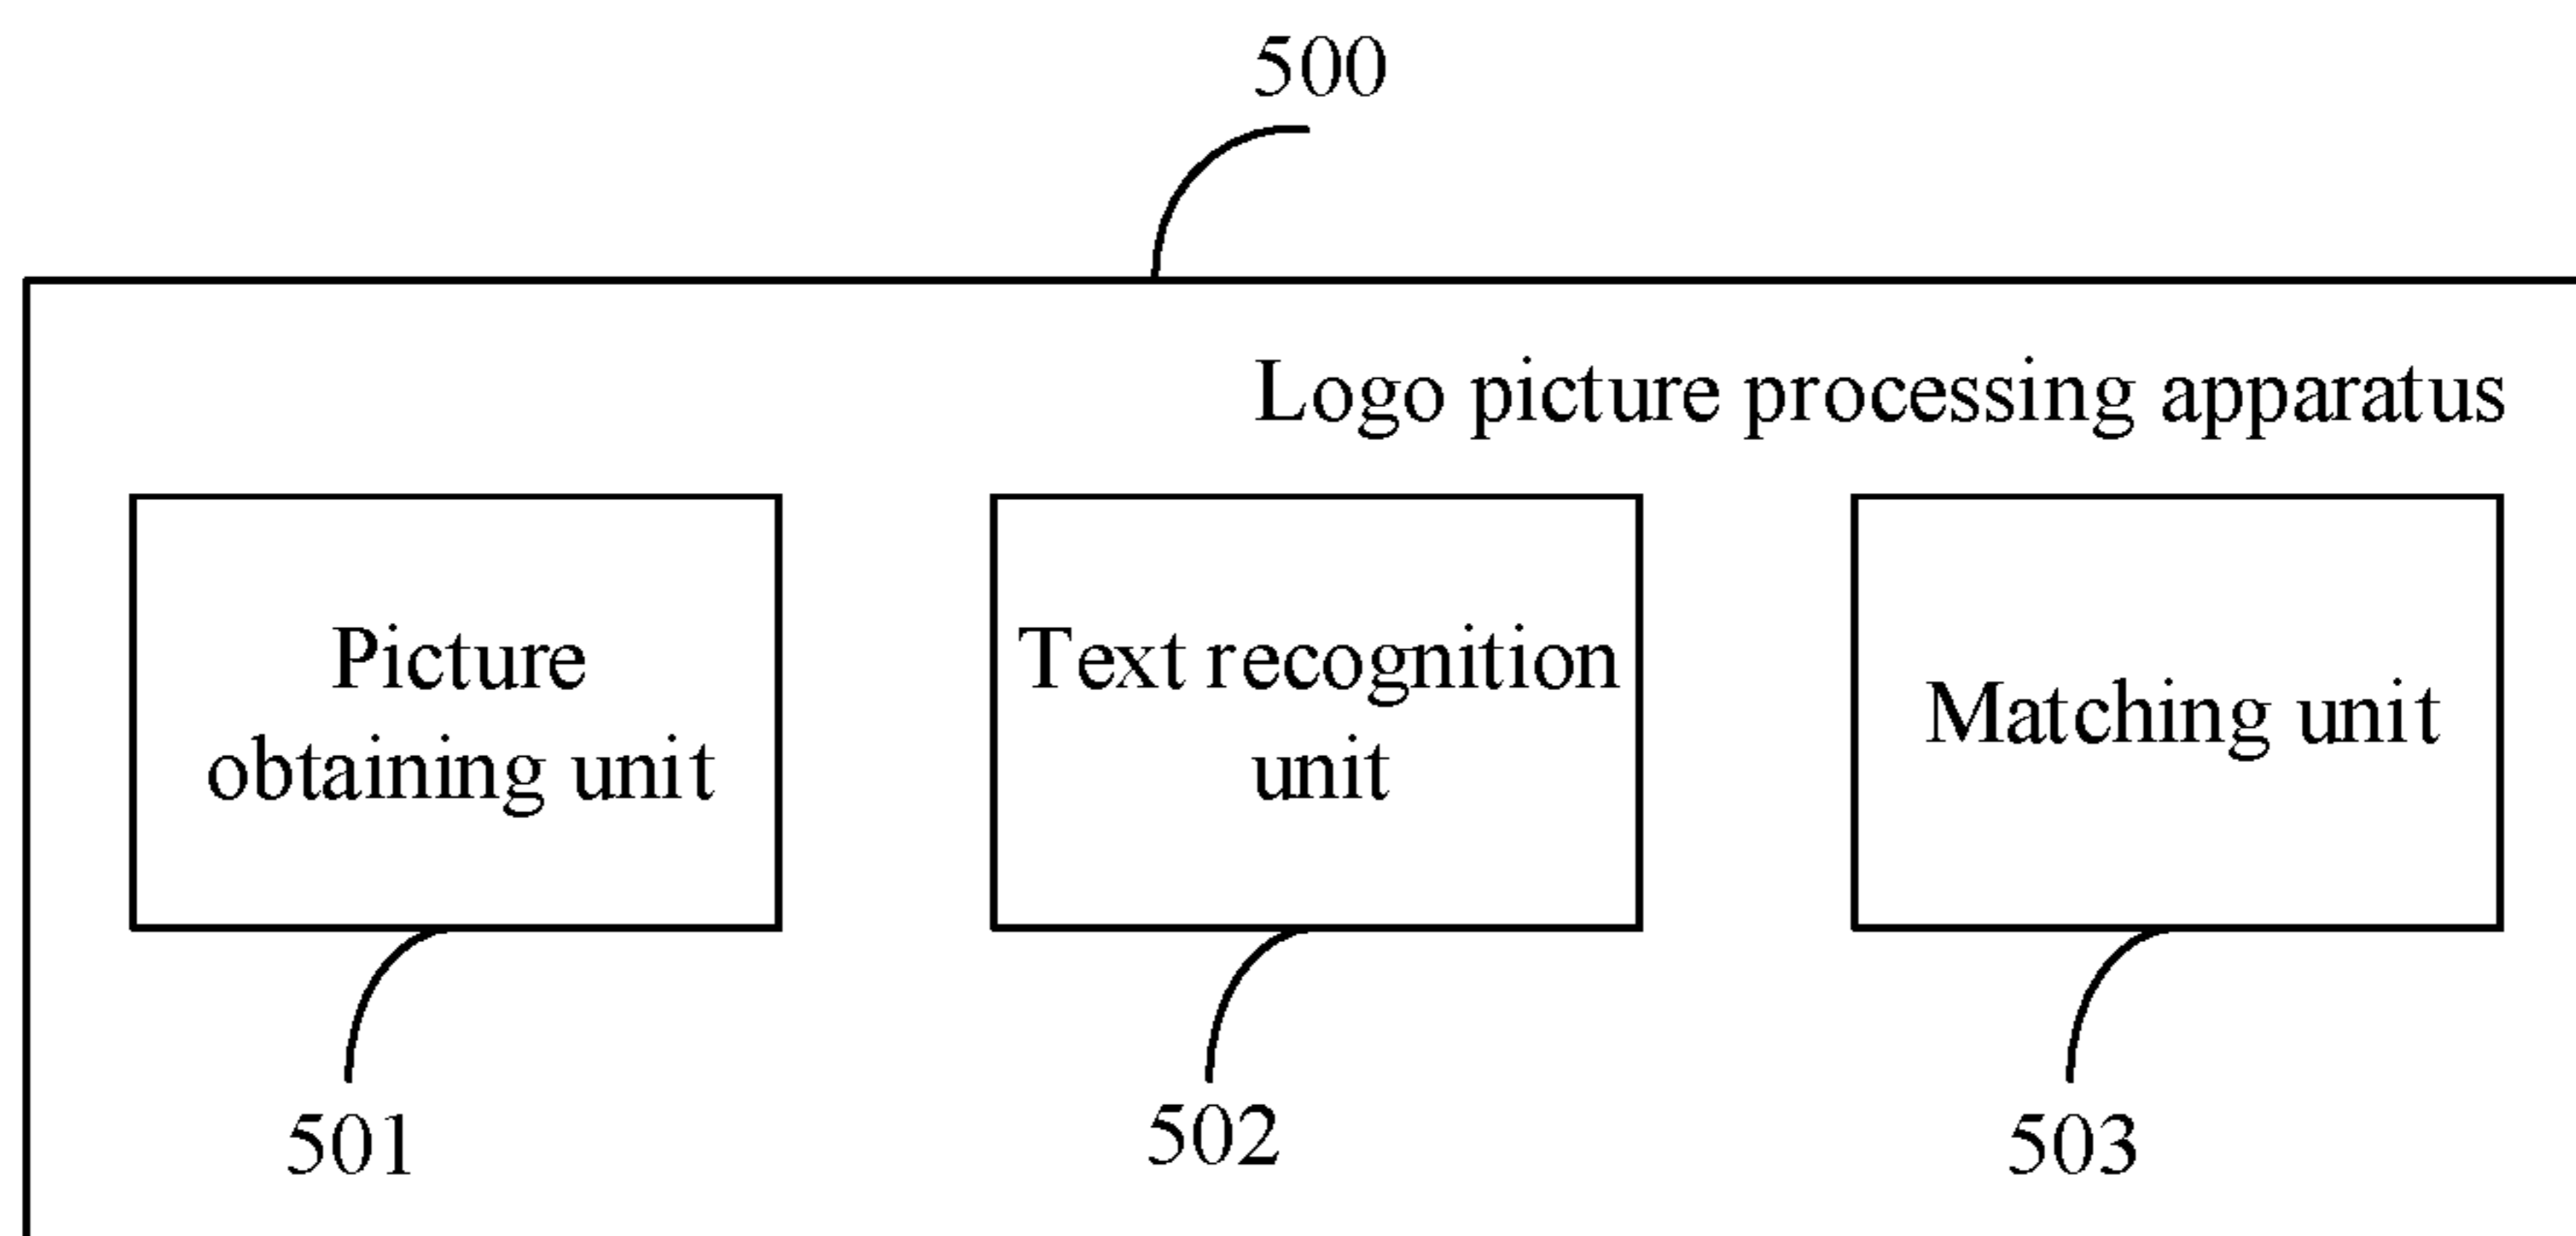 500
Logo picture processing apparatus
Picture
obtaining unit
Text recognition
unit
Matching unit
501
502
503